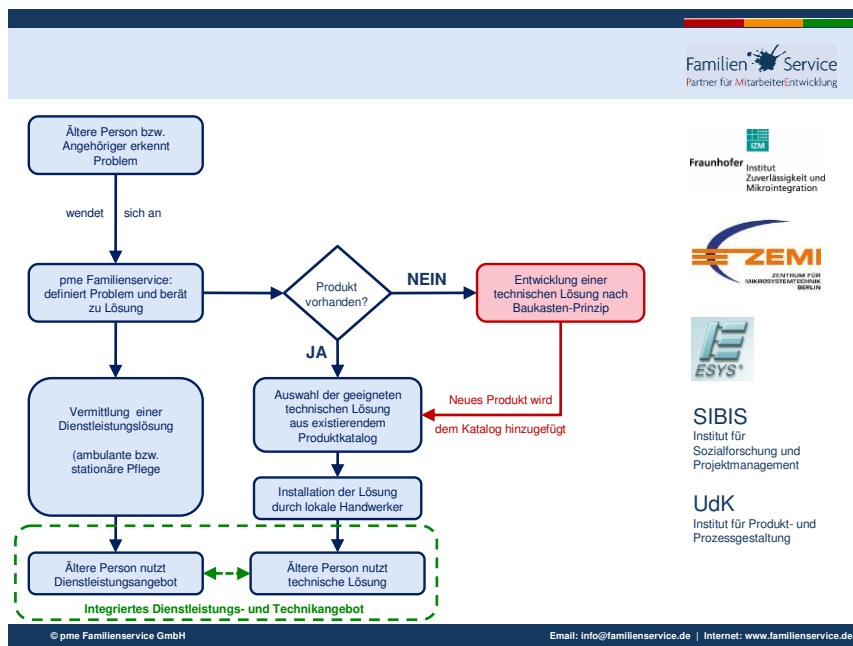 Familien Service
Partner für MitarbeiterEntwicklung
Ältere Person bzw.
Angehöriger erkennt
Problem
wendet sich an
pme Familienservice:
definiert Problem und berät
zu Lösung
Produkt
vorhanden?
NEIN
Entwicklung einer
technischen Lösung nach
Baukasten-Prinzip
JA
Vermittlung einer
Dienstleistungslösung
(ambulante bzw.
stationäre Pflege
Auswahl der geeigneten
technischen Lösung
aus existierendem
Produktkatalog
Neues Produkt wird
dem Katalog hinzugefügt
Installation der Lösung
durch lokale Handwerker
Ältere Person nutzt
Dienstleistungsangebot
Ältere Person nutzt
technische Lösung
Integriertes Dienstleistungs- und Technikangebot
IZM
Fraunhofer Institut
Zuverlässigkeit und
Mikrointegration
ZEMI
ZENTRUM FÜR
MIKROSYSTEMTECHNIK
BERLIN
ESYS
SIBIS
Institut für
Sozialforschung und
Projektmanagement
UdK
Institut für Produkt- und
Prozessgestaltung
© pme Familienservice GmbH
Email: info@familienservice.de | Internet: www.familienservice.de